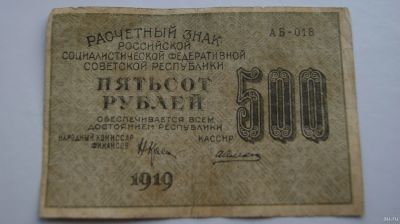 РАСЧЕТНЫЙ ЗНАК
АБ-018
РОССИЙСКОЙ
СОЦИАЛИСТИЧЕСКОЙ ФЕДЕРАТИВНОЙ
СОВЕТСКОЙ РЕСПУБЛИКИ
ПЯТЬСОТ
РУБЛЕЙ
500
ОБЕСПЕЧИВАЕТСЯ ВСЕМ
ДОСТОЯНИЕМ РЕСПУБЛИКИ
НАРОДНЫЙ КОМИССАР
ФИНАНСОВ
КАССИР
1919